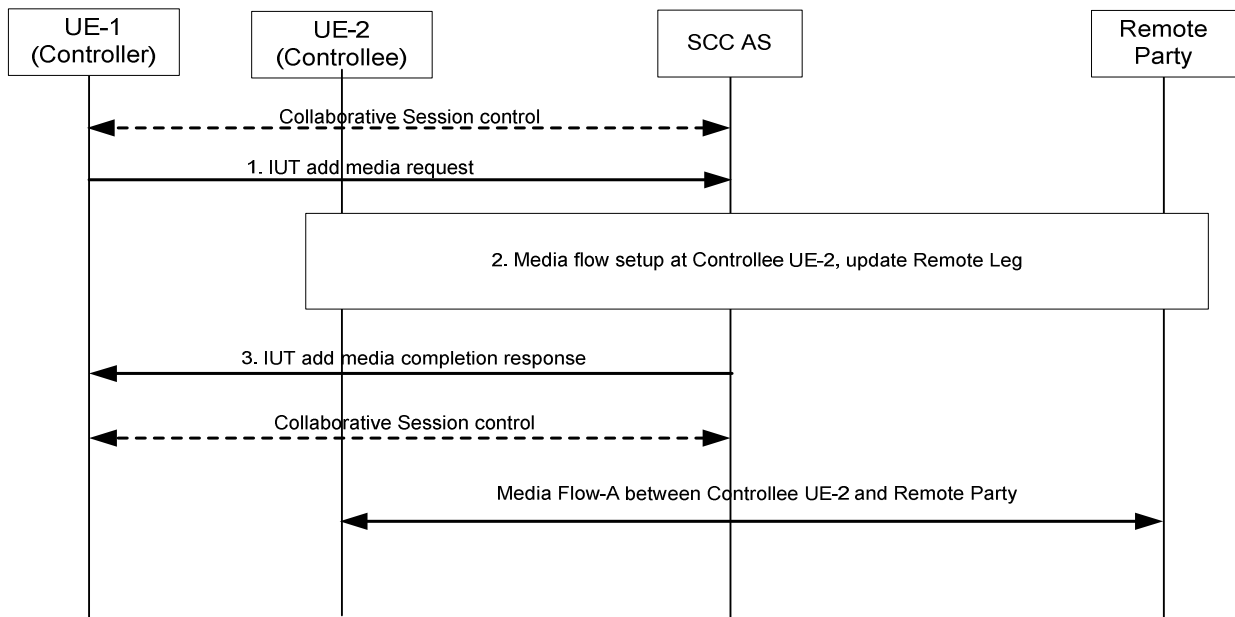 UE-1
(Controller)
UE-2
(Controllee)
SCC AS
Remote
Party
Collaborative Session control
1. IUT add media request
2. Media flow setup at Controllee UE-2, update Remote Leg
3. IUT add media completion response
Collaborative Session control
Media Flow-A between Controllee UE-2 and Remote Party